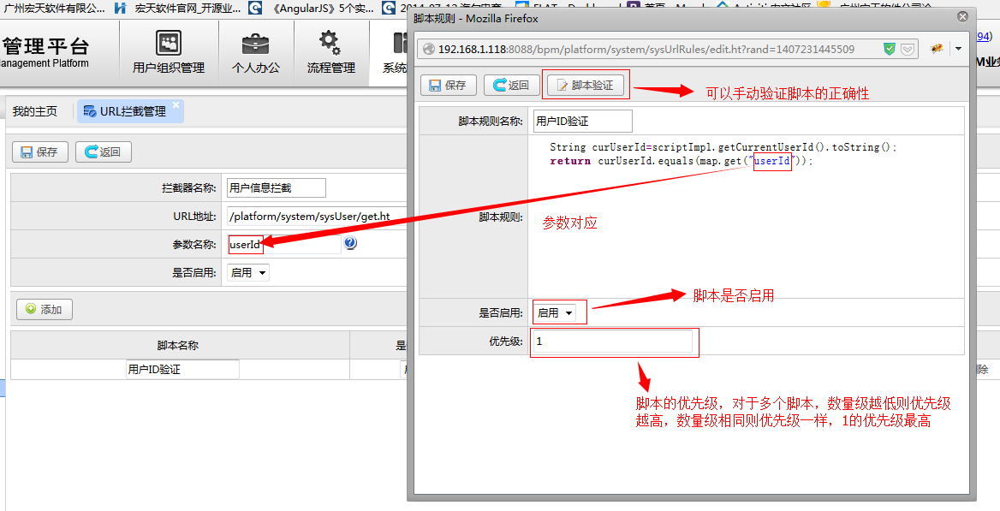 广州宏天软件有限公...
宏天软件官网_开源业...
《AngularJS》5个实...
管理平台
anagement Platform
用户组织管理
个人办公
流程管理
系统
94)
M业务
我的主页
URL拦截管理
保存
返回
拦截器名称:
用户信息拦截
URL地址:
/platform/system/sysUser/get.ht
参数名称:
userId
是否启用:
启用
添加
脚本名称
是
用户ID验证
除
脚本规则 - Mozilla Firefox
192.168.1.118:8088/bpm/platform/system/sysUrlRules/edit.ht?rand=1407231445509
保存
返回
脚本验证
可以手动验证脚本的正确性
脚本规则名称:
用户ID验证
脚本规则:
String curUserId=scriptImpl.getCurrentUserId().toString();
return curUserId.equals(map.get("userId"));
参数对应
是否启用:
启用
脚本是否启用
优先级:
1
脚本的优先级，对于多个脚本，数量级越低则优先级
越高，数量级相同则优先级一样，1的优先级最高